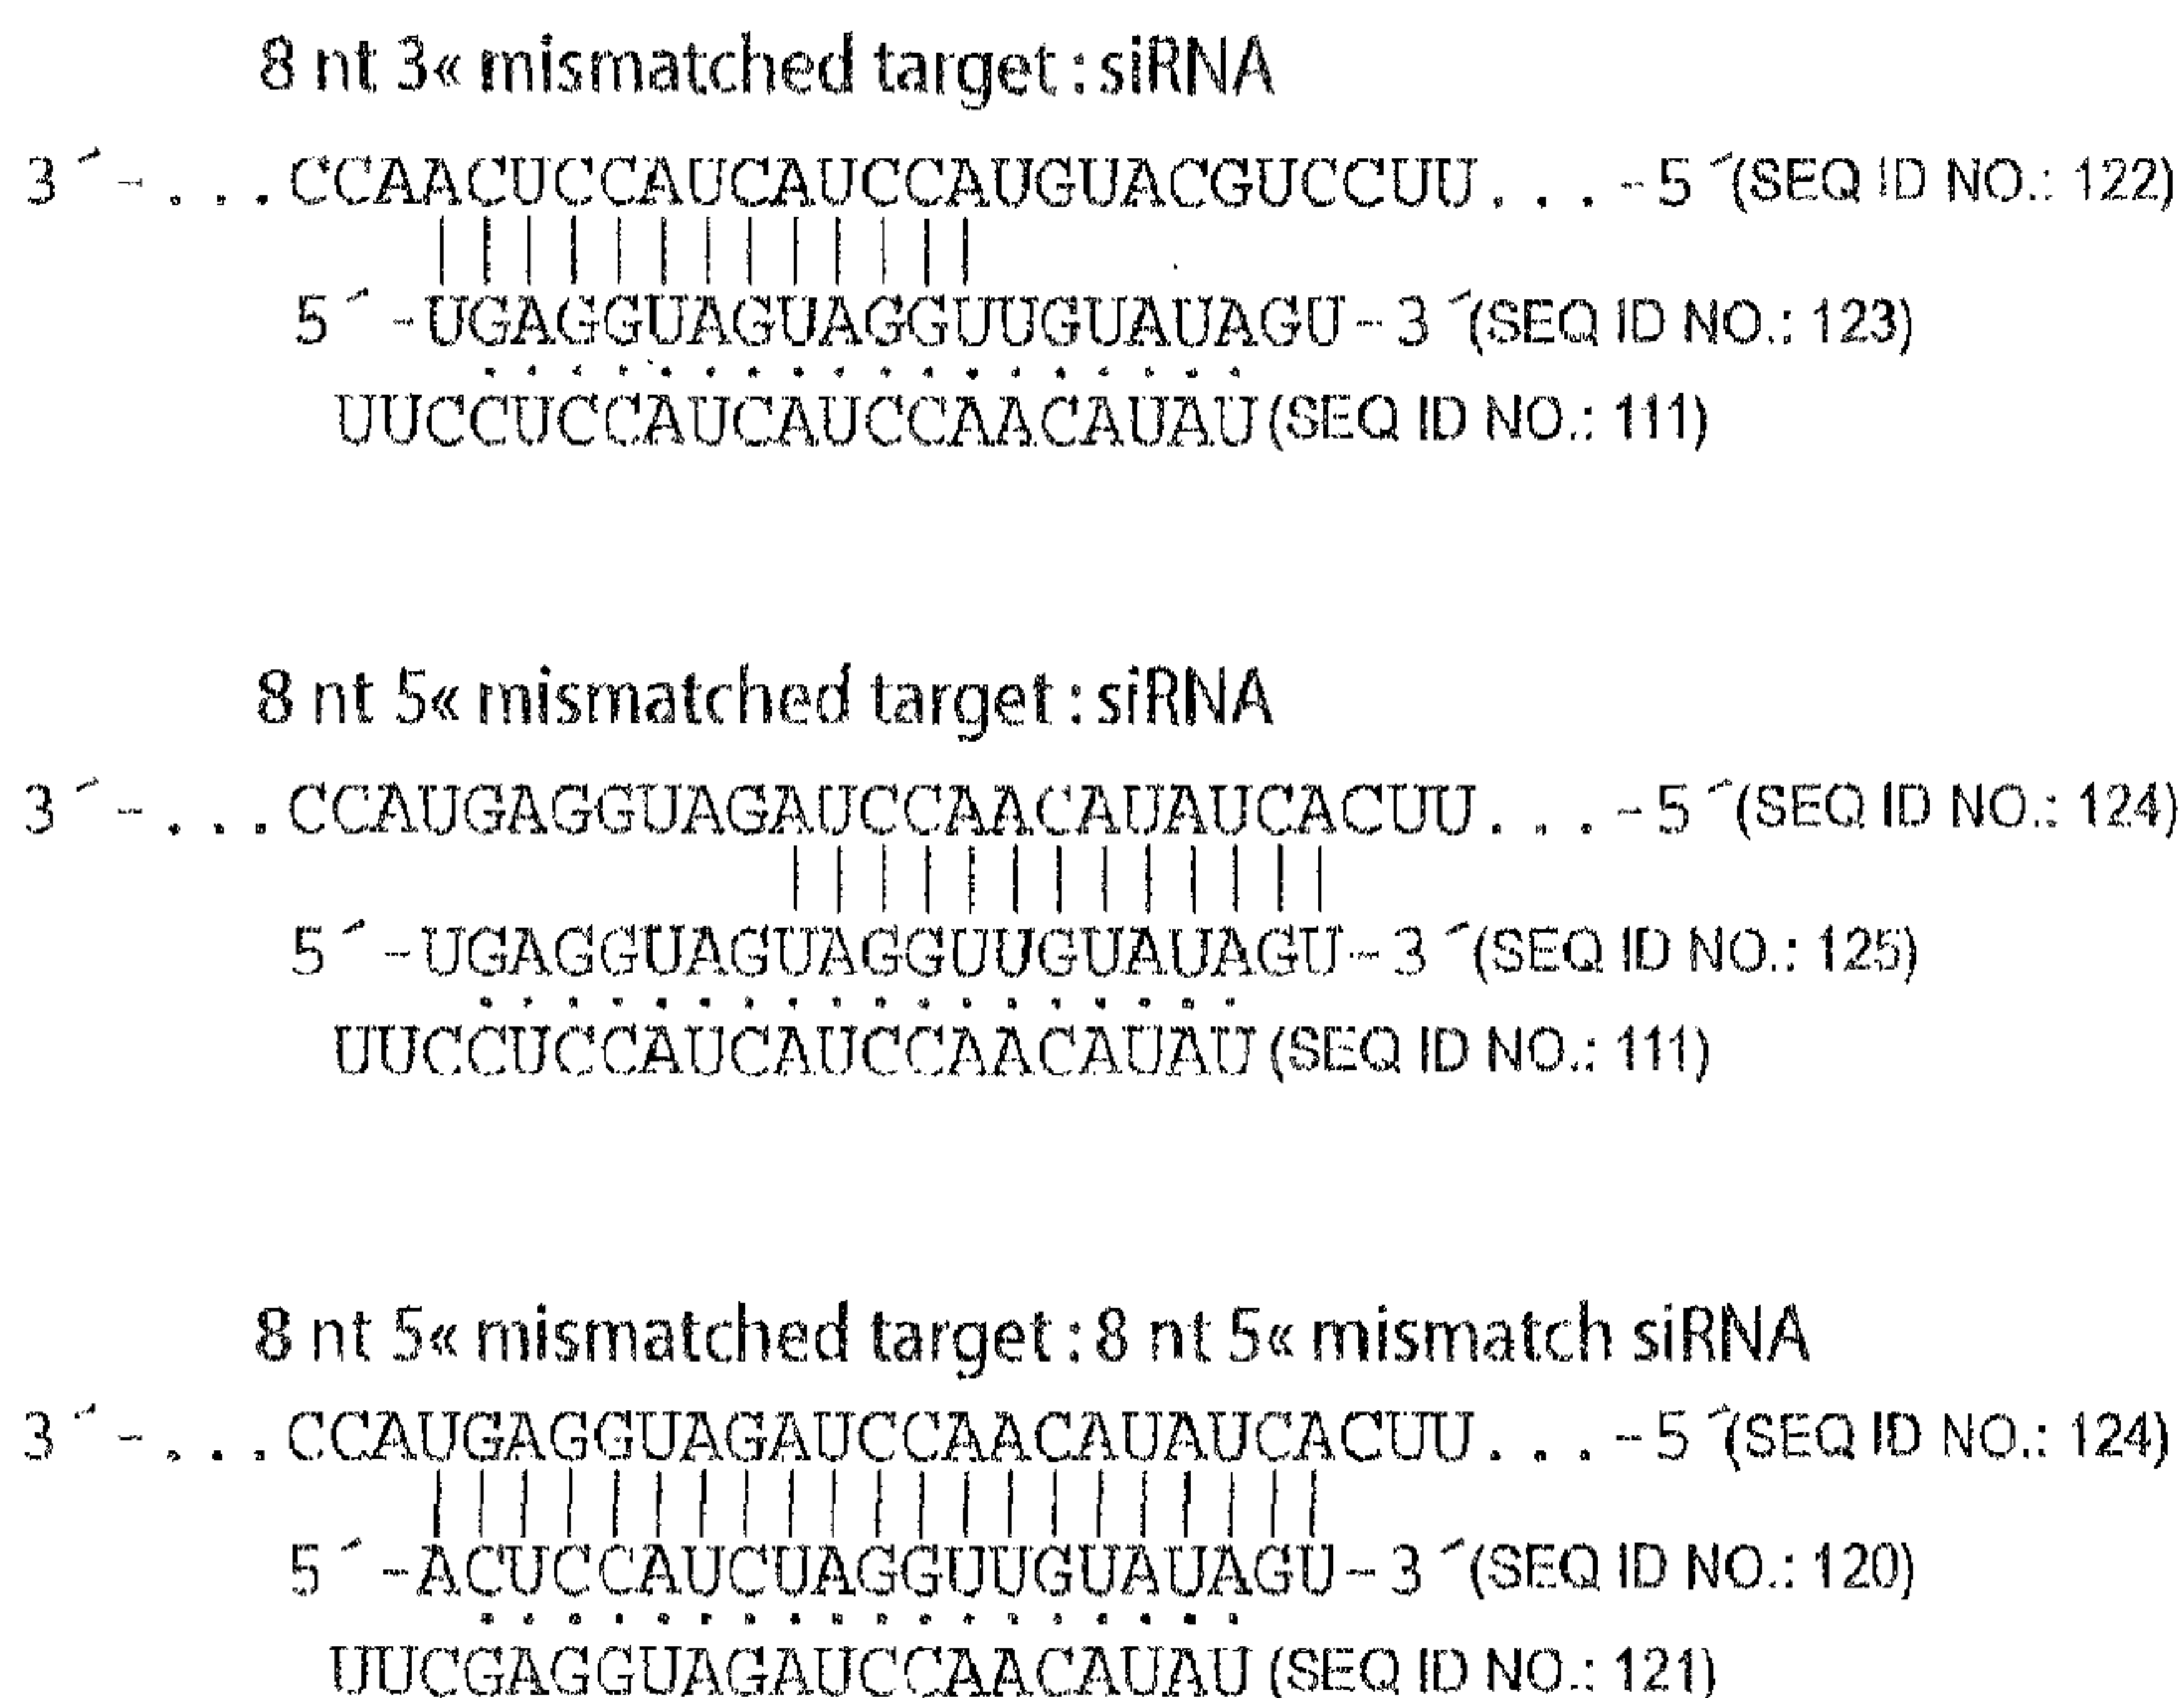 8 nt 3« mismatched target:siRNA
3´-...CCAACUCCAUCAUCCAUGUACGUCCUU...-5´(SEQ ID NO.: 122)
5´-UGAGGUAGUAGGUUGUAUAGU-3´(SEQ ID NO.: 123)
UUCCUCCAUCAUCCAACAUAU(SEQ ID NO.: 111)
8 nt 5« mismatched target:siRNA
3´-...CCAUGAGGUAGAUCCAACAUAUCACUU...-5´(SEQ ID NO.: 124)
5´-UGAGGUAGUAGGUUGUAUAGU-3´(SEQ ID NO.: 125)
UUCCUCCAUCAUCCAACAUAU(SEQ ID NO.: 111)
8 nt 5« mismatched target:8 nt 5« mismatch siRNA
3´-...CCAUGAGGUAGAUCCAACAUAUCACUU...-5´(SEQ ID NO.: 124)
5´-ACUCCAUCUAGGUUGUAUAGU-3´(SEQ ID NO.: 120)
UUCGAGGUAGAUCCAACAUAU(SEQ ID NO.: 121)